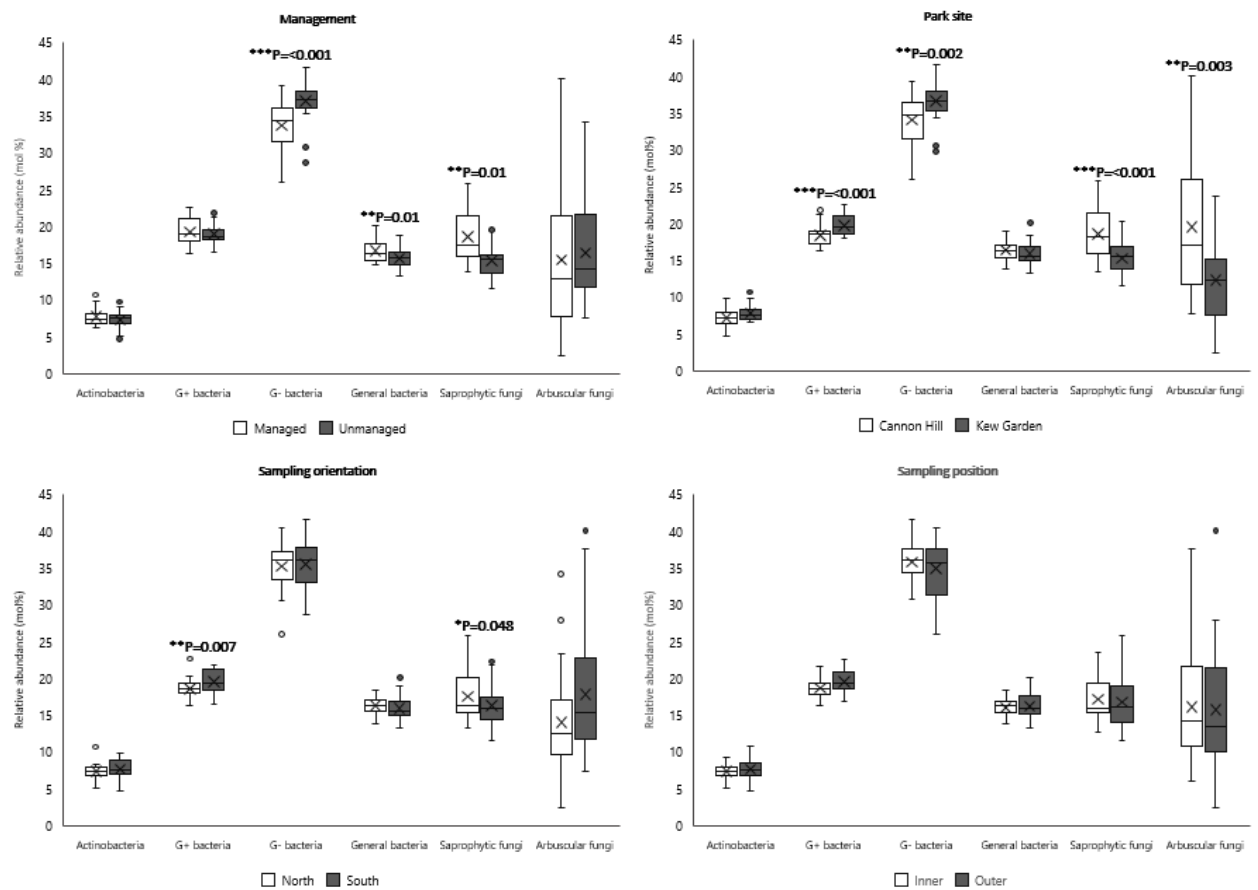 Management
45
40
35
30
25
20
15
10
5
0
Relative abundance (mol %)
***P=<0.001
**P=0.01
**P=0.01
Actinobacteria G+ bacteria G- bacteria General bacteria Saprophytic fungi Arbuscular fungi
Managed Unmanaged
Park site
45
40
35
30
25
20
15
10
5
0
Relative abundance (mol%)
***P=<0.001
**P=0.002
***P=<0.001
**P=0.003
Actinobacteria G+ bacteria G- bacteria General bacteria Saprophytic fungi Arbuscular fungi
Cannon Hill Kew Garden
Sampling orientation
45
40
35
30
25
20
15
10
5
0
Relative abundance (mol%)
**P=0.007
*P=0.048
Actinobacteria G+ bacteria G- bacteria General bacteria Saprophytic fungi Arbuscular fungi
North South
Sampling position
45
40
35
30
25
20
15
10
5
0
Relative abundance (mol%)
Actinobacteria G+ bacteria G- bacteria General bacteria Saprophytic fungi Arbuscular fungi
Inner Outer